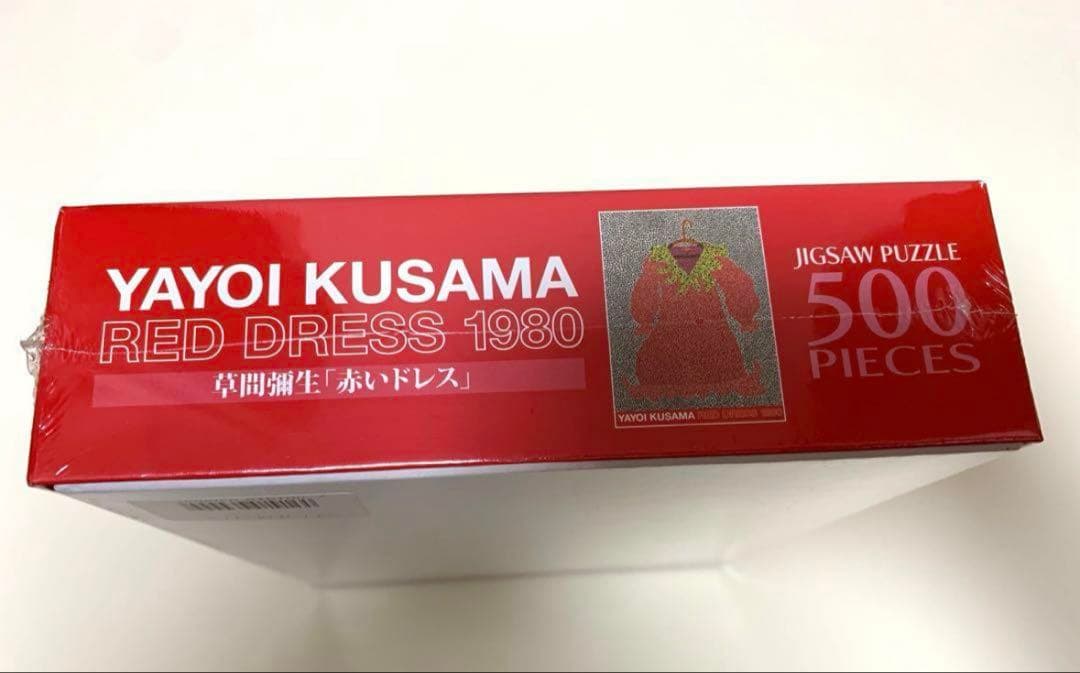 YAYOI KUSAMA
RED DRESS 1980
草間彌生「赤いドレス」
YAYOI KUSAMA RED DRESS 1980
JIGSAW PUZZLE
500
PIECES